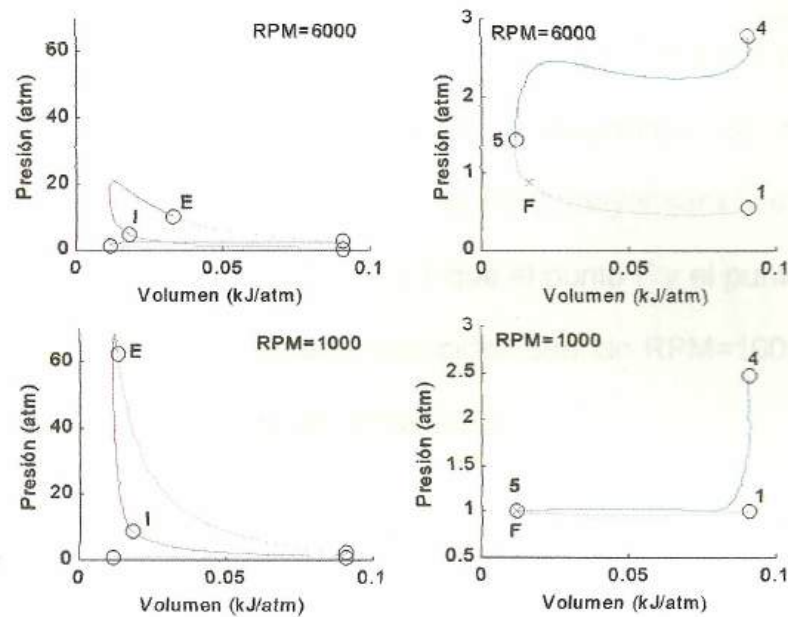 RPM=6000
Presión (atm)
60
40
20
0
E
I
0
0.05
0.1
Volumen (kJ/atm)
RPM=6000
Presión (atm)
3
2
1
0
4
5
F
1
0
0.05
0.1
Volumen (kJ/atm)
RPM=1000
Presión (atm)
60
40
20
0
E
I
0
0.05
0.1
Volumen (kJ/atm)
RPM=1000
Presión (atm)
3
2.5
2
1.5
1
0.5
4
5
F
1
0
0.05
0.1
Volumen (kJ/atm)